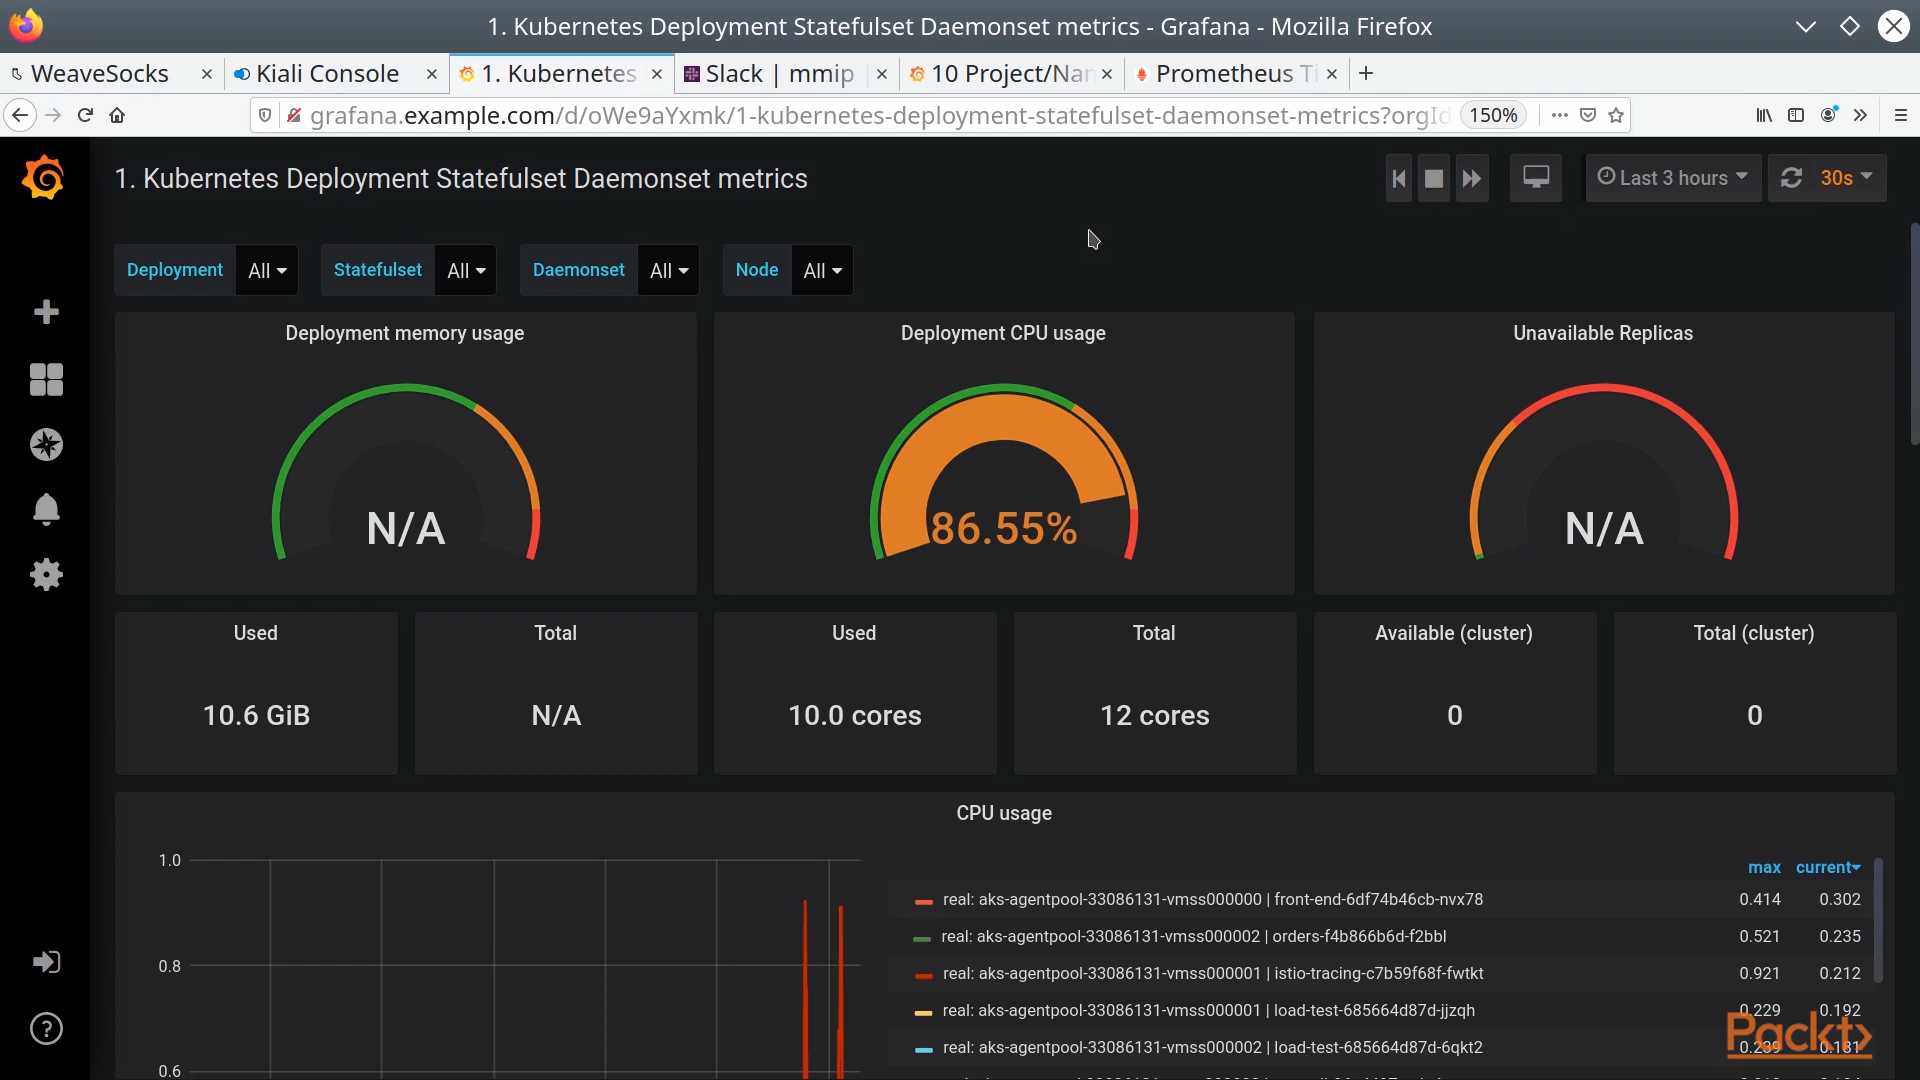 1. Kubernetes Deployment Statefulset Daemonset metrics - Grafana - Mozilla Firefox
WeaveSocks
Kiali Console
1. Kubernetes
Slack | mmip
10 Project/Nam
Prometheus Ti
grafana.example.com/d/oWe9aYxmk/1-kubernetes-deployment-statefulset-daemonset-metrics?orgId
150%
1. Kubernetes Deployment Statefulset Daemonset metrics
Last 3 hours
30s
Deployment All
Statefulset All
Daemonset All
Node All
Deployment memory usage
N/A
Deployment CPU usage
86.55%
Unavailable Replicas
N/A
Used
10.6 GiB
Total
N/A
Used
10.0 cores
Total
12 cores
Available (cluster)
0
Total (cluster)
0
CPU usage
1.0
0.8
0.6
max current
real: aks-agentpool-33086131-vmss000000 | front-end-6df74b46cb-nvx78 0.414 0.302
real: aks-agentpool-33086131-vmss000002 | orders-f4b866b6d-f2bbl 0.521 0.235
real: aks-agentpool-33086131-vmss000001 | istio-tracing-c7b59f68f-fwtkt 0.921 0.212
real: aks-agentpool-33086131-vmss000001 | load-test-685664d87d-jjzqh 0.229 0.192
real: aks-agentpool-33086131-vmss000002 | load-test-685664d87d-6qkt2 0.239 0.181
Packt>